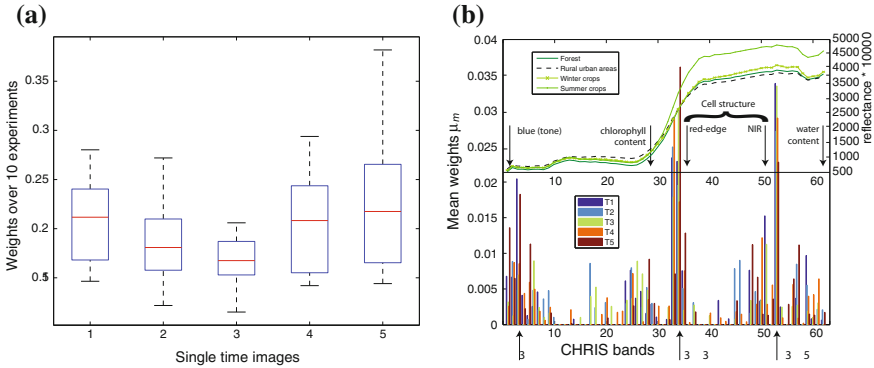 (a)
Weights over 10 experiments
0.35
0.3
0.25
0.2
0.5
1 2 3 4 5
Single time images
(b)
Mean weights μm
0.04
0.035
0.03
0.025
0.02
0.015
0.01
0.005
0
Forest
Rural urban areas
Winter crops
Summer crops
blue (tone)
chlorophyll content
Cell structure
red-edge
NIR
water content
T1
T2
T3
T4
T5
5000
4500
4000
3500
3000
2500
2000
1500
1000
500
reflectance * 10000
0 10 20 30 40 50 60
CHRIS bands
3 3 3 3 5